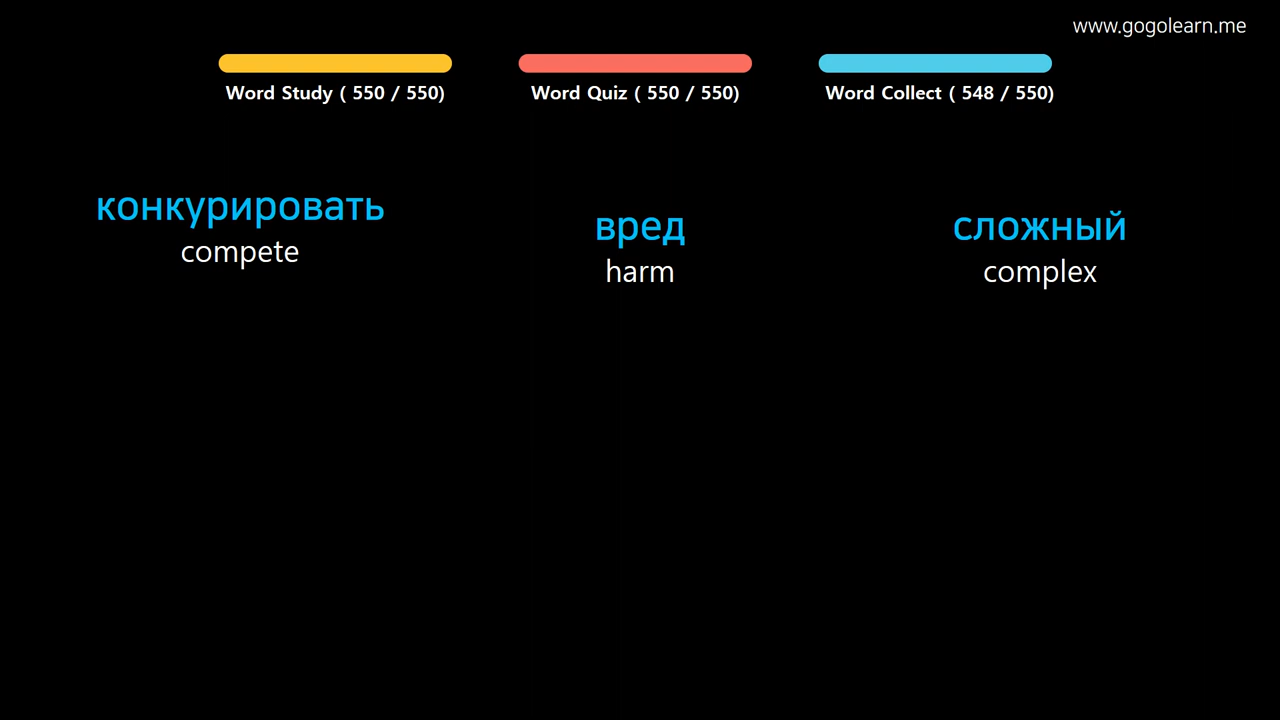 www.gogolearn.me
Word Study ( 550 / 550)
Word Quiz ( 550 / 550)
Word Collect ( 548 / 550)
конкурировать
compete
вред
harm
сложный
complex